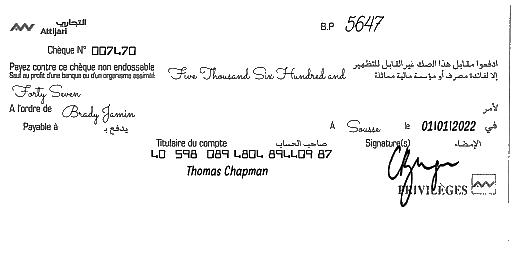 التجاري
Attijari
B.P 5647
Chèque N° 007470
Payez contre ce chèque non endossable
Seul au profit d'une banque ou d'un organisme assimilé
Five Thousand Six Hundred and
ادفعوا مقابل هذا الصك غير القابل للتظهير
إلا لفائدة مصرف أو مؤسسة مالية مماثلة
Forty Seven
A l'ordre de Brady Jamin لأمر
Payable à يدفع بـ
A Sousse le 01|01|2022 في
Titulaire du compte صاحب الحساب
Signature(s) الإمضاء
40 598 089 4804 894409 87
Thomas Chapman
PRIVILÈGES